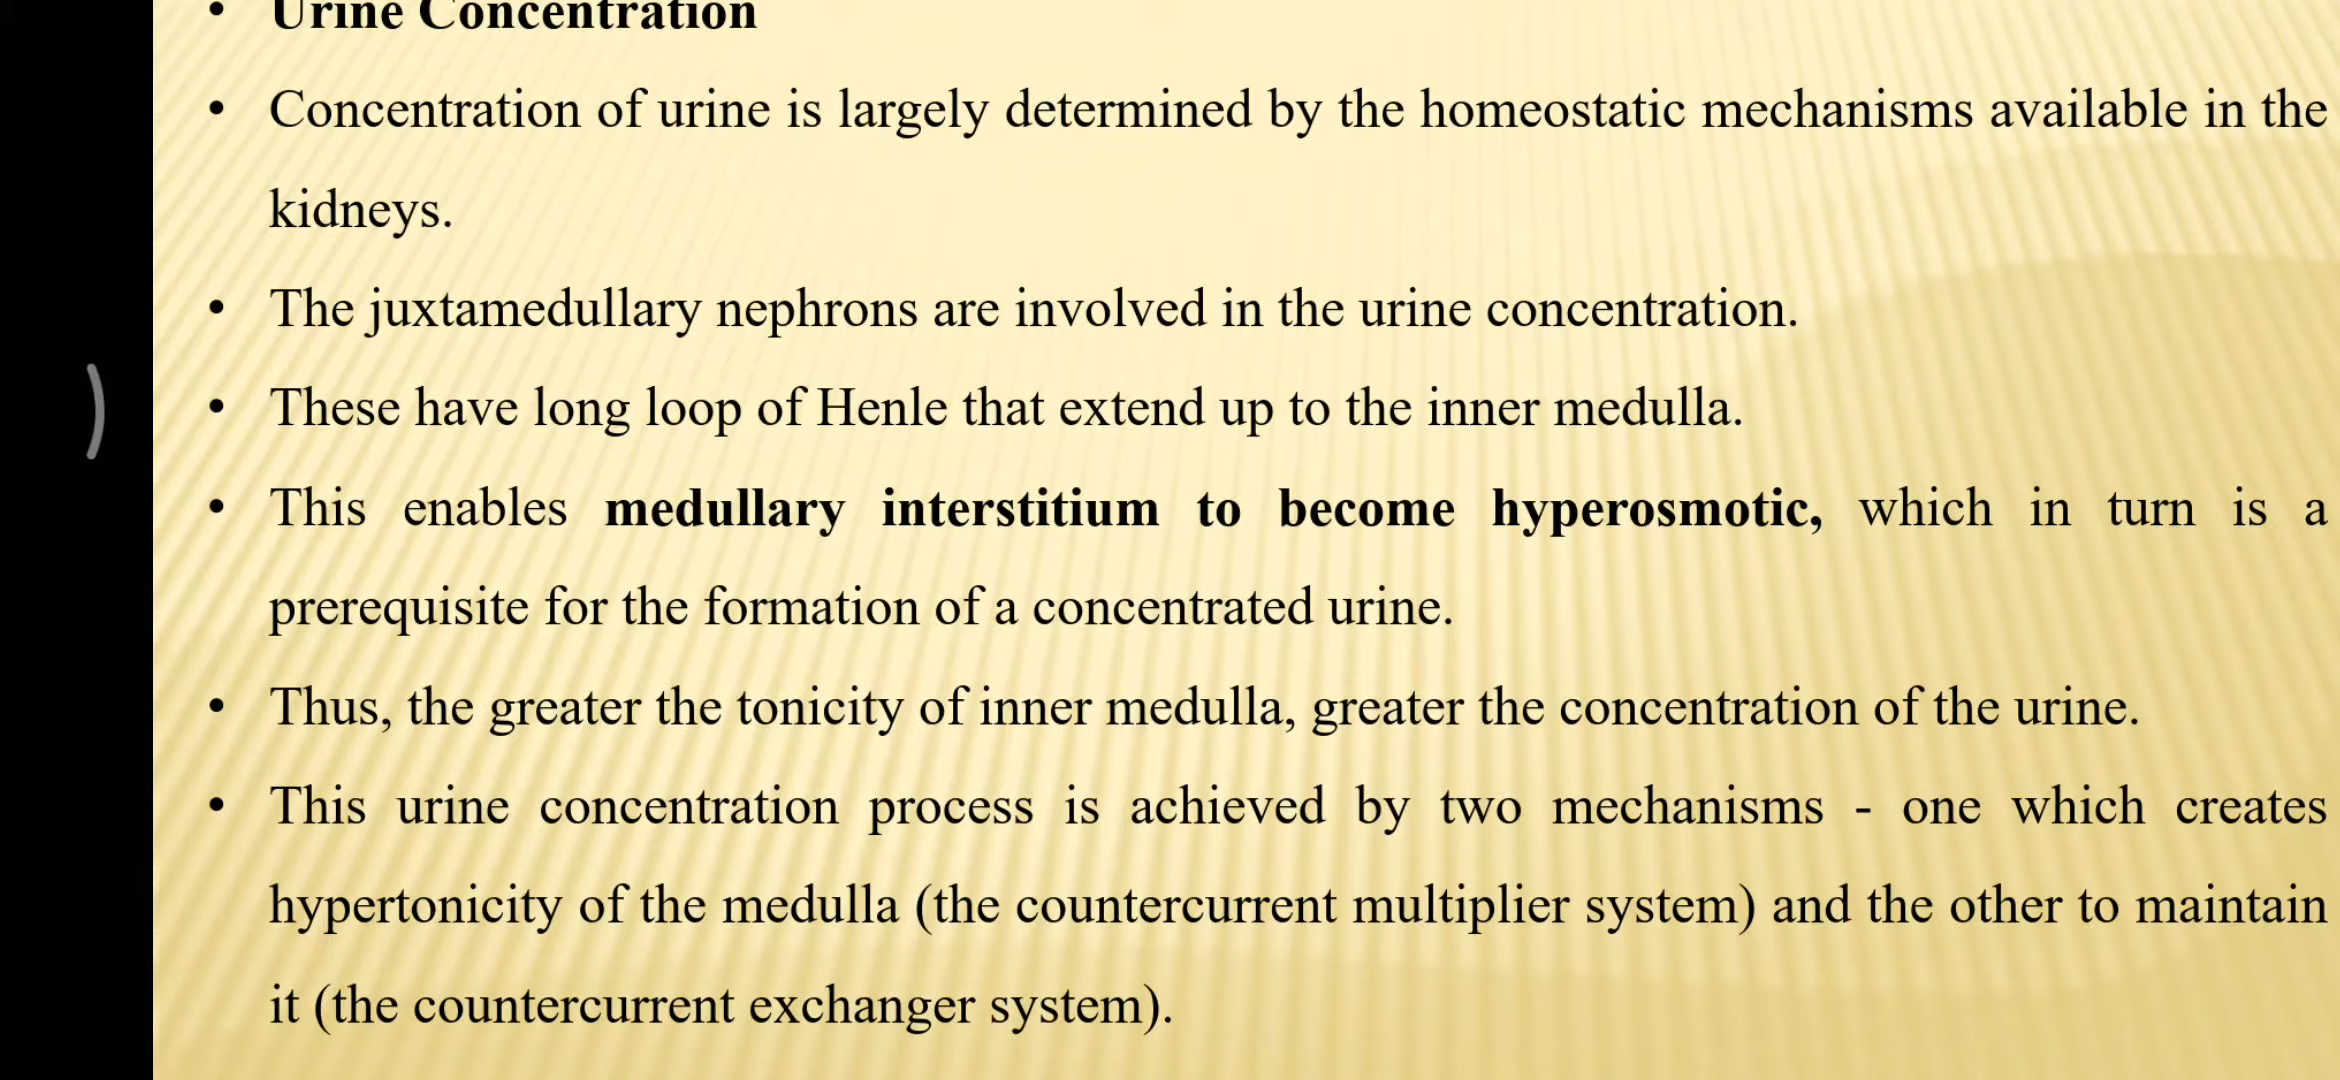 • Urine Concentration
• Concentration of urine is largely determined by the homeostatic mechanisms available in the
kidneys.
• The juxtamedullary nephrons are involved in the urine concentration.
• These have long loop of Henle that extend up to the inner medulla.
• This enables medullary interstitium to become hyperosmotic, which in turn is a
prerequisite for the formation of a concentrated urine.
• Thus, the greater the tonicity of inner medulla, greater the concentration of the urine.
• This urine concentration process is achieved by two mechanisms - one which creates
hypertonicity of the medulla (the countercurrent multiplier system) and the other to maintain
it (the countercurrent exchanger system).